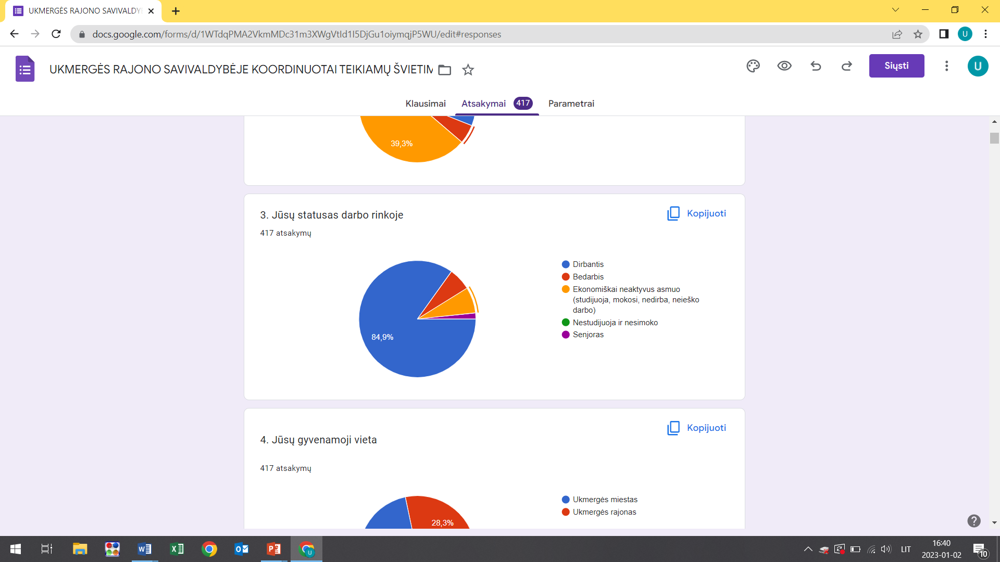 UKMERGĖS RAJONO SAVIVALDY
docs.google.com/forms/d/1WTdqPMA2VkmMDc31m3XWgVtId1I5DjGu1oiymqjP5WU/edit#responses
U
UKMERGĖS RAJONO SAVIVALDYBĖJE KOORDINUOTAI TEIKIAMŲ ŠVIETIM
Siųsti
U
Klausimai
Atsakymai 417
Parametrai
39,3%
3. Jūsų statusas darbo rinkoje
Kopijuoti
417 atsakymų
84,9%
Dirbantis
Bedarbis
Ekonomiškai neaktyvus asmuo
(studijuoja, mokosi, nedirba, neieško
darbo)
Nestudijuoja ir nesimoko
Senjoras
Kopijuoti
4. Jūsų gyvenamoji vieta
417 atsakymų
28,3%
Ukmergės miestas
Ukmergės rajonas
LIT
16:40
2023-01-02
10